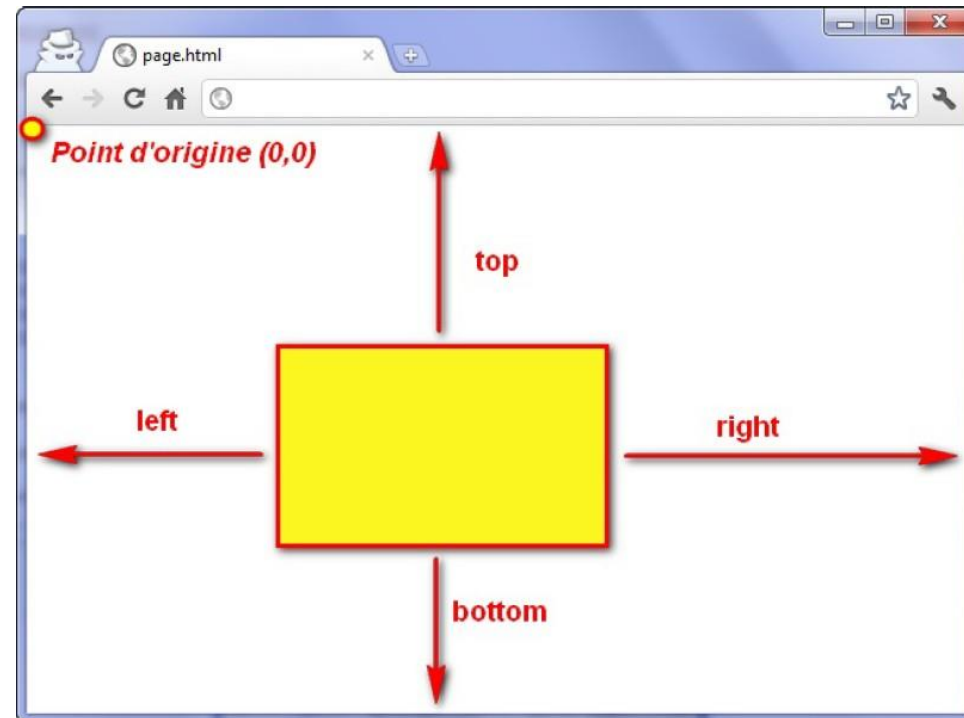 page.html
Point d'origine (0,0)
top
left
right
bottom